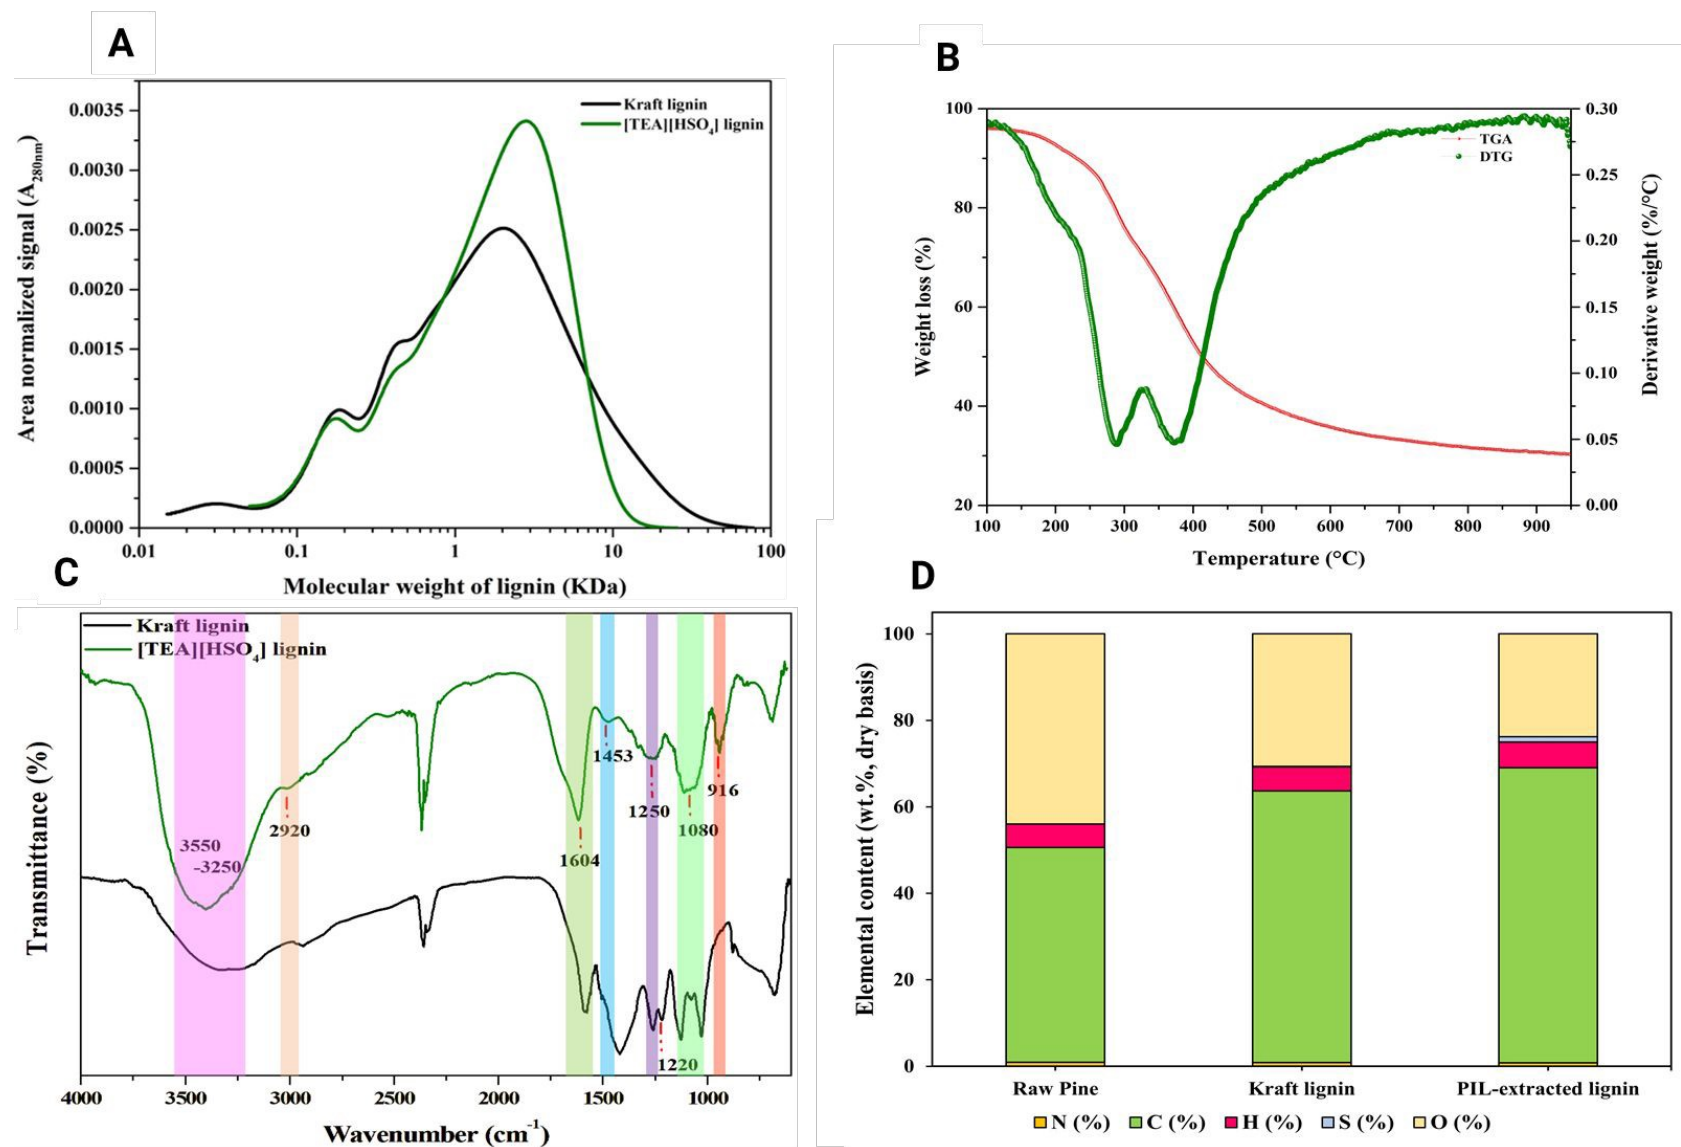 A
Kraft lignin
[TEA][HSO4] lignin
Area normalized signal (A280nm)
0.0035
0.0030
0.0025
0.0020
0.0015
0.0010
0.0005
0.0000
0.01 0.1 1 10 100
Molecular weight of lignin (KDa)
B
TGA
DTG
Weight loss (%)
100
80
60
40
20
Derivative weight (%/°C)
0.30
0.25
0.20
0.15
0.10
0.05
0.00
100 200 300 400 500 600 700 800 900
Temperature (°C)
C
Kraft lignin
[TEA][HSO4] lignin
Transmittance (%)
3550
-3250
2920
1604
1453
1250
1080
916
1220
4000 3500 3000 2500 2000 1500 1000
Wavenumber (cm-1)
D
Elemental content (wt.%, dry basis)
100
80
60
40
20
0
Raw Pine Kraft lignin PIL-extracted lignin
N (%) C (%) H (%) S (%) O (%)